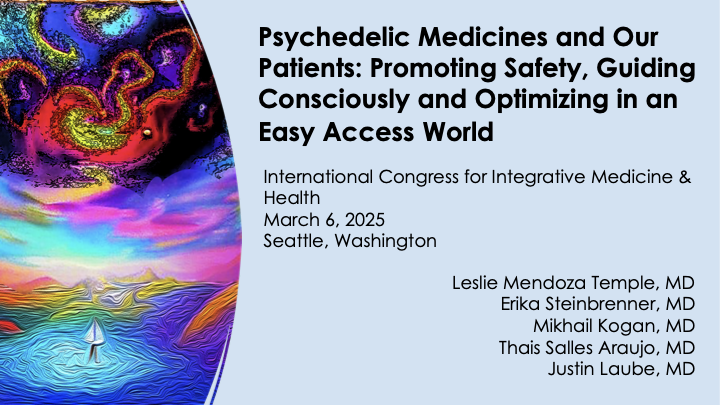 Psychedelic Medicines and Our
Patients: Promoting Safety, Guiding
Consciously and Optimizing in an
Easy Access World
International Congress for Integrative Medicine &
Health
March 6, 2025
Seattle, Washington
Leslie Mendoza Temple, MD
Erika Steinbrenner, MD
Mikhail Kogan, MD
Thais Salles Araujo, MD
Justin Laube, MD